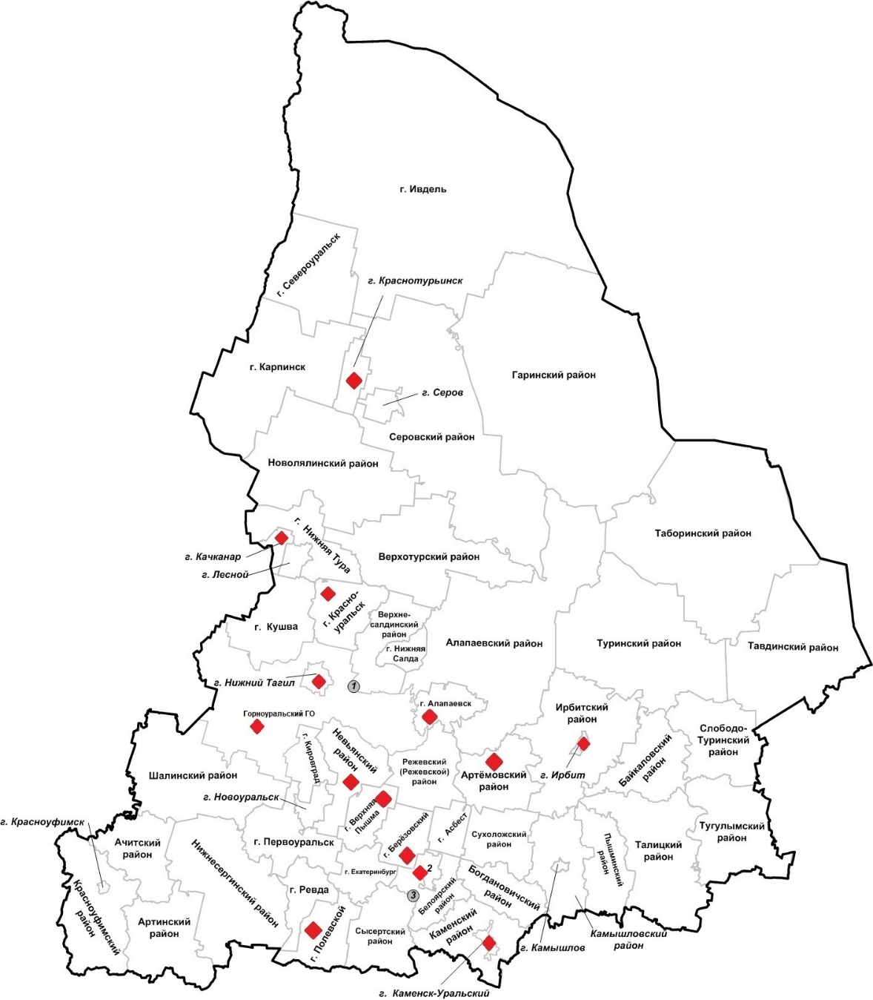 г. Ивдель
г. Североуральск
г. Краснотурьинск
г. Карпинск
Гаринский район
г. Серов
Серовский район
Новолялинский район
г. Нижняя Тура
Таборинский район
г. Качканар
Верхотурский район
г. Лесной
г. Красно-
уральск
Верхне-
салдинский
район
г. Кушва
г. Нижняя
Салда
Алапаевский район
Туринский район
Тавдинский район
г. Нижний Тагил
1
г. Алапаевск
Горноуральский ГО
Ирбитский
район
Слободо-
Туринский
район
г. Кировград
Невьянский
район
Байкаловский
район
Шалинский район
Режевский
(Режевской)
район
Артёмовский
район
г. Ирбит
г. Новоуральск
г. Верхняя
Пышма
г. Красноуфимск
г. Берёзовский
г. Асбест
Сухоложский
район
Тугулымский
район
Ачитский
район
Нижнесергинский район
г. Первоуральск
Пышминский
район
Талицкий
район
г. Екатеринбург
2
Богдановичский
район
г. Ревда
3
Белоярский
район
Красноуфимский
район
Артинский
район
г. Полевской
Сысертский
район
Каменский
район
г. Камышлов
Камышловский
район
г. Каменск-Уральский